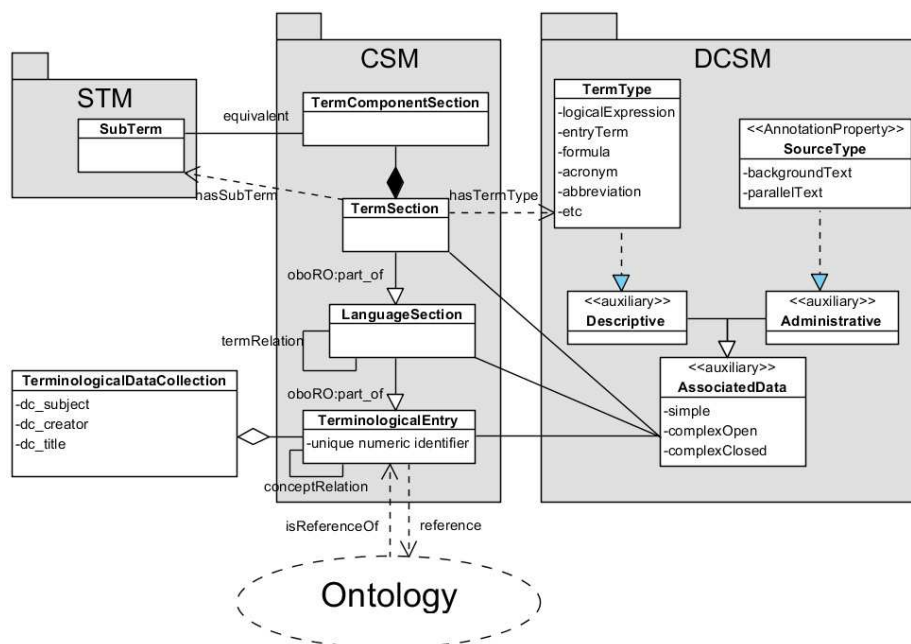 STM
SubTerm
CSM
TermComponentSection
equivalent
hasSubTerm
TermSection
hasTermType
oboRO:part_of
LanguageSection
termRelation
oboRO:part_of
TerminologicalEntry
-unique numeric identifier
conceptRelation
TerminologicalDataCollection
-dc_subject
-dc_creator
-dc_title
DCSM
TermType
-logicalExpression
-entryTerm
-formula
-acronym
-abbreviation
-etc
<<AnnotationProperty>>
SourceType
-backgroundText
-parallelText
<<auxiliary>>
Descriptive
<<auxiliary>>
Administrative
<<auxiliary>>
AssociatedData
-simple
-complexOpen
-complexClosed
isReferenceOf
reference
Ontology